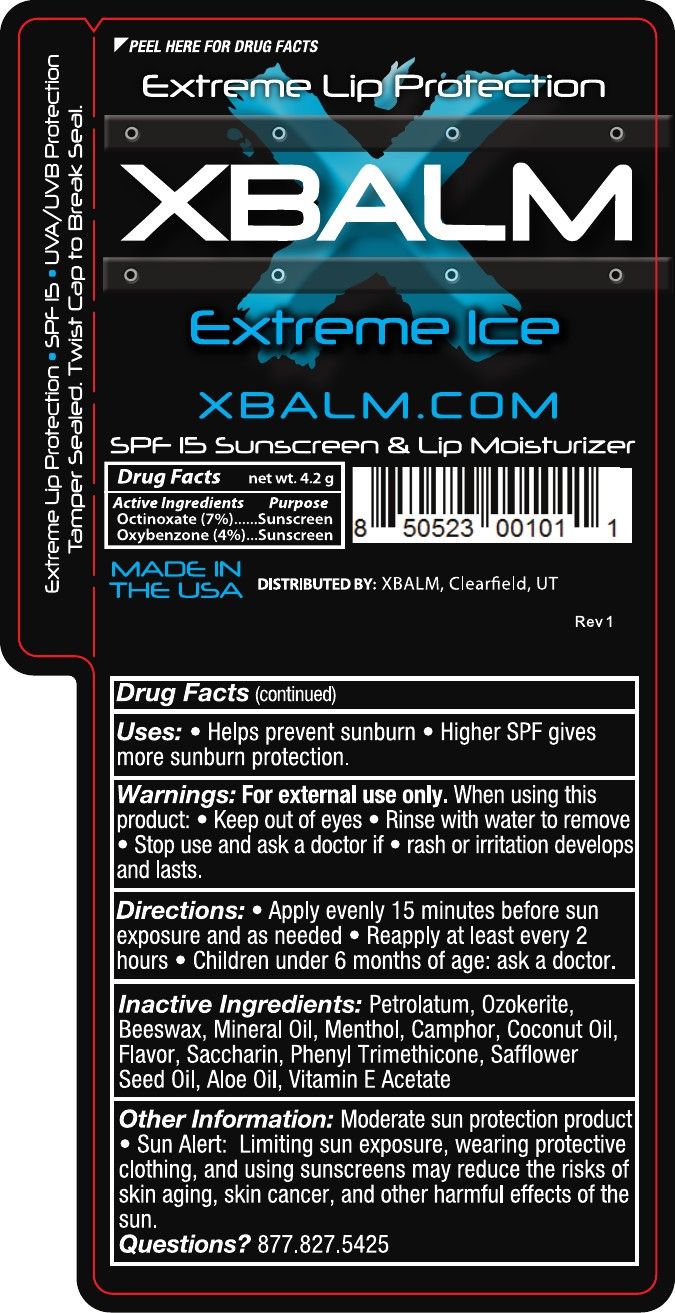 PEEL HERE FOR DRUG FACTS
Extreme Lip Protection
XBALM
Extreme Ice
XBALM.COM
SPF 15 Sunscreen & Lip Moisturizer
Drug Facts net wt. 4.2 g
Active Ingredients Purpose
Octinoxate (7%)......Sunscreen
Oxybenzone (4%)...Sunscreen
8 50523 00101 1
MADE IN
THE USA
DISTRIBUTED BY: XBALM, Clearfield, UT
Rev 1
Extreme Lip Protection • SPF 15 • UVA/UVB Protection
Tamper Sealed. Twist Cap to Break Seal.
Drug Facts (continued)
Uses: • Helps prevent sunburn • Higher SPF gives
more sunburn protection.
Warnings: For external use only. When using this
product: • Keep out of eyes • Rinse with water to remove
• Stop use and ask a doctor if • rash or irritation develops
and lasts.
Directions: • Apply evenly 15 minutes before sun
exposure and as needed • Reapply at least every 2
hours • Children under 6 months of age: ask a doctor.
Inactive Ingredients: Petrolatum, Ozokerite,
Beeswax, Mineral Oil, Menthol, Camphor, Coconut Oil,
Flavor, Saccharin, Phenyl Trimethicone, Safflower
Seed Oil, Aloe Oil, Vitamin E Acetate
Other Information: Moderate sun protection product
• Sun Alert: Limiting sun exposure, wearing protective
clothing, and using sunscreens may reduce the risks of
skin aging, skin cancer, and other harmful effects of the
sun.
Questions? 877.827.5425